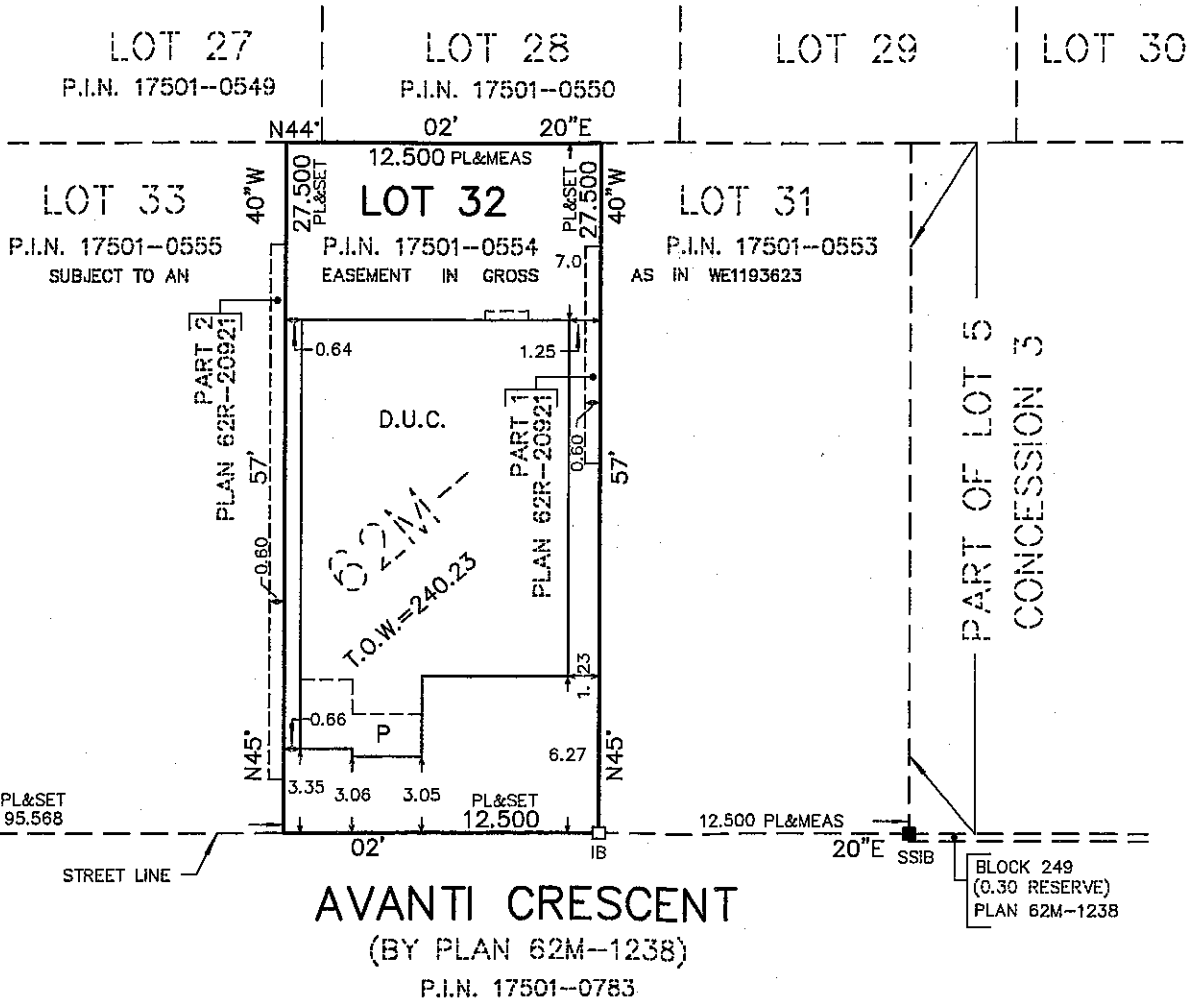 LOT 27
LOT 28
LOT 29
LOT 30
P.I.N. 17501--0549
P.I.N. 17501--0550
N44° 02' 20"E
12.500 PL&MEAS
27.500
PL&SET
40"W
PL&SET
27.500
40"W
LOT 33
LOT 32
LOT 31
P.I.N. 17501--0555
P.I.N. 17501--0554
P.I.N. 17501--0553
7.0
SUBJECT TO AN EASEMENT IN GROSS AS IN WE1193623
0.64
1.25
PART 2
PLAN 62R--20921
D.U.C.
PART 1
PLAN 62R--20921
0.60
57'
57'
62M--
T.O.W.=240.23
0.60
PART OF LOT 5
CONCESSION 3
1.23
0.66
P
6.27
N45°
N45°
3.35
3.06
3.05
PL&SET
12.500
PL&SET
95.568
12.500 PL&MEAS
02'
IB
20"E
SSIB
STREET LINE
BLOCK 249
(0.30 RESERVE)
PLAN 62M--1238
AVANTI CRESCENT
(BY PLAN 62M--1238)
P.I.N. 17501--0783